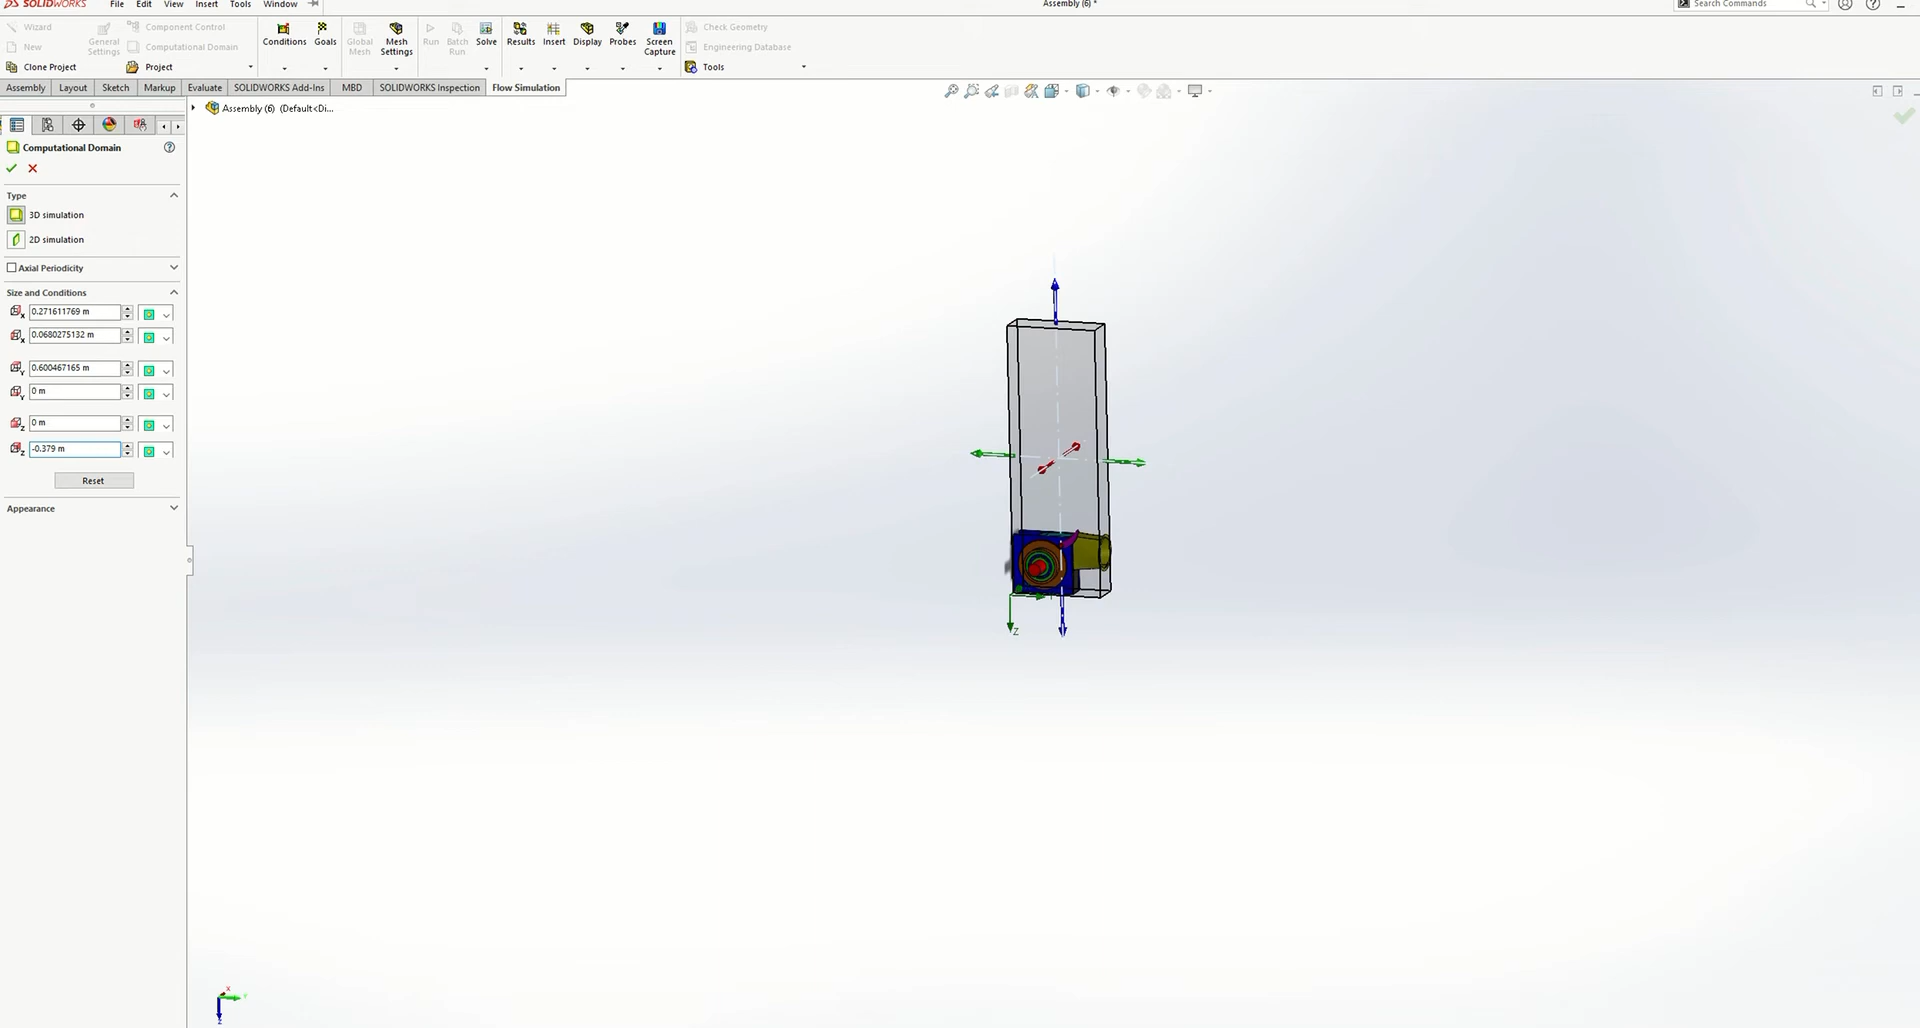 SOLIDWORKS File Edit View Insert Tools Window
Assembly (6) *
Search Commands
Wizard
Component Control
New
General Settings
Computational Domain
Clone Project
Project
Conditions
Goals
Global Mesh
Mesh Settings
Run
Batch Run
Solve
Results
Insert
Display
Probes
Screen Capture
Check Geometry
Engineering Database
Tools
Assembly Layout Sketch Markup Evaluate SOLIDWORKS Add-Ins MBD SOLIDWORKS Inspection Flow Simulation
Assembly (6) (Default<Di...
Computational Domain
Type
3D simulation
2D simulation
Axial Periodicity
Size and Conditions
X
0.271611769 m
X
0.0680275132 m
Y
0.600467165 m
Y
0 m
Z
0 m
Z
-0.379 m
Reset
Appearance
Z
X
Y
Z